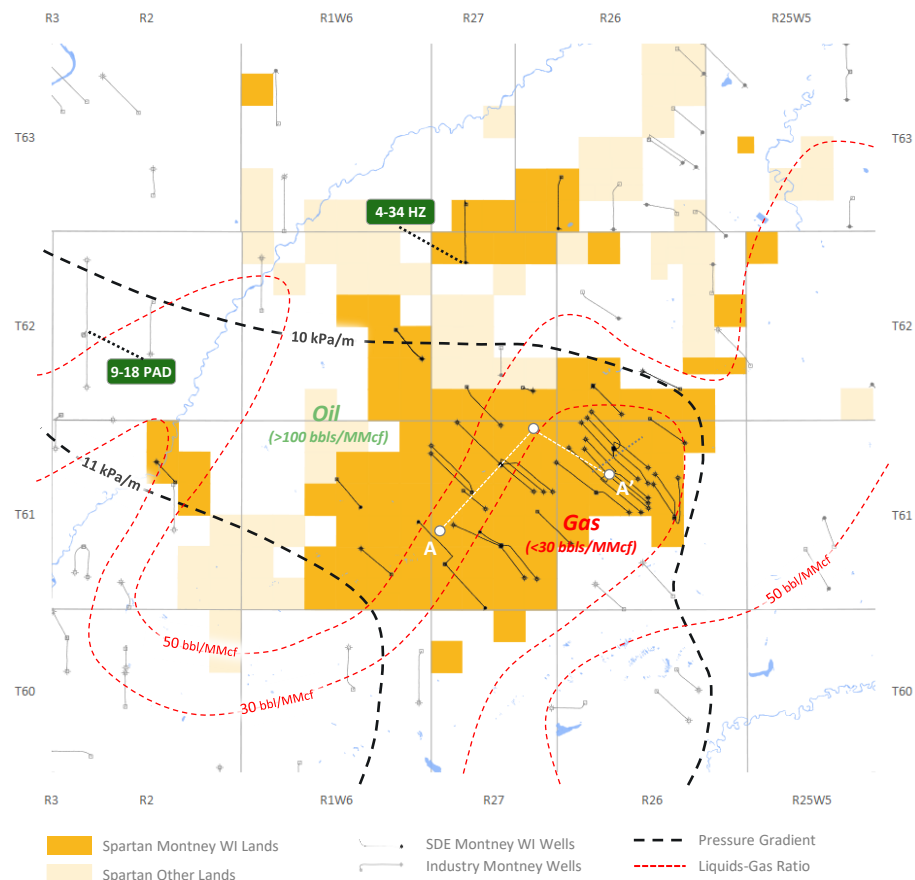 R3 R2 R1W6 R27 R26 R25W5
T63 T63
4-34 HZ
T62 T62
10 kPa/m
9-18 PAD
Oil
(>100 bbls/MMcf)
11 kPa/m
A'
T61 T61
Gas
(<30 bbls/MMcf)
A
50 bbl/MMcf
50 bbl/MMcf
T60 T60
30 bbl/MMcf
R3 R2 R1W6 R27 R26 R25W5
Spartan Montney WI Lands SDE Montney WI Wells Pressure Gradient
Spartan Other Lands Industry Montney Wells Liquids-Gas Ratio